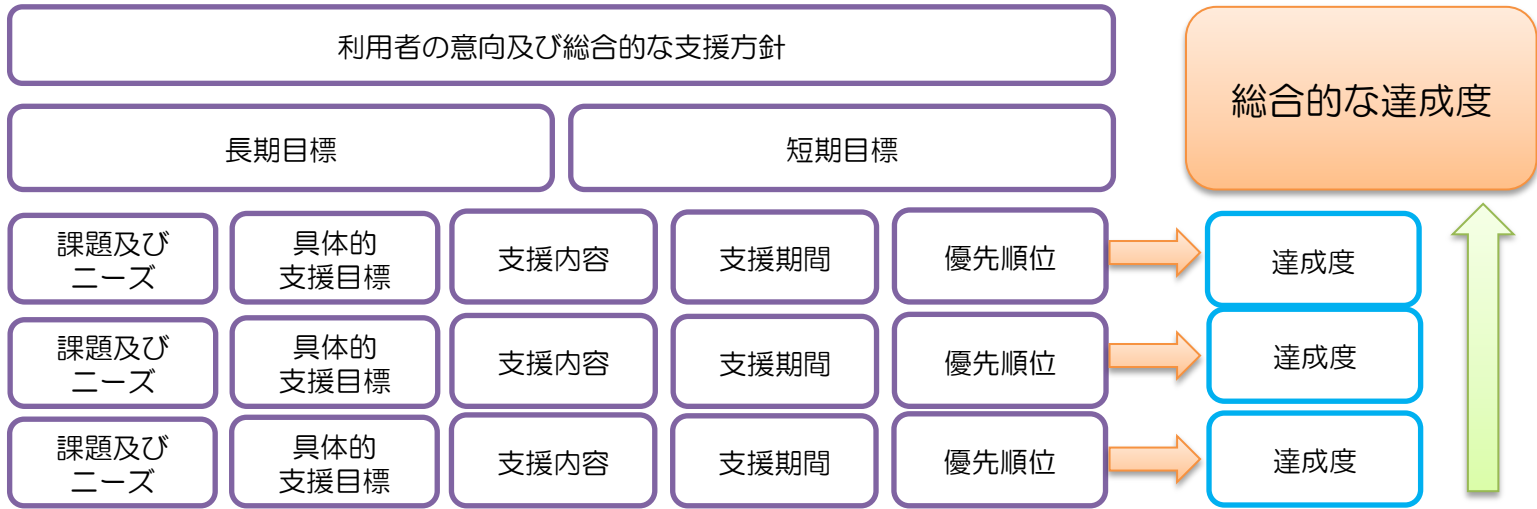 利用者の意向及び総合的な支援方針
総合的な達成度
長期目標
短期目標
課題及び
ニーズ
具体的
支援目標
支援内容
支援期間
優先順位
達成度
課題及び
ニーズ
具体的
支援目標
支援内容
支援期間
優先順位
達成度
課題及び
ニーズ
具体的
支援目標
支援内容
支援期間
優先順位
達成度